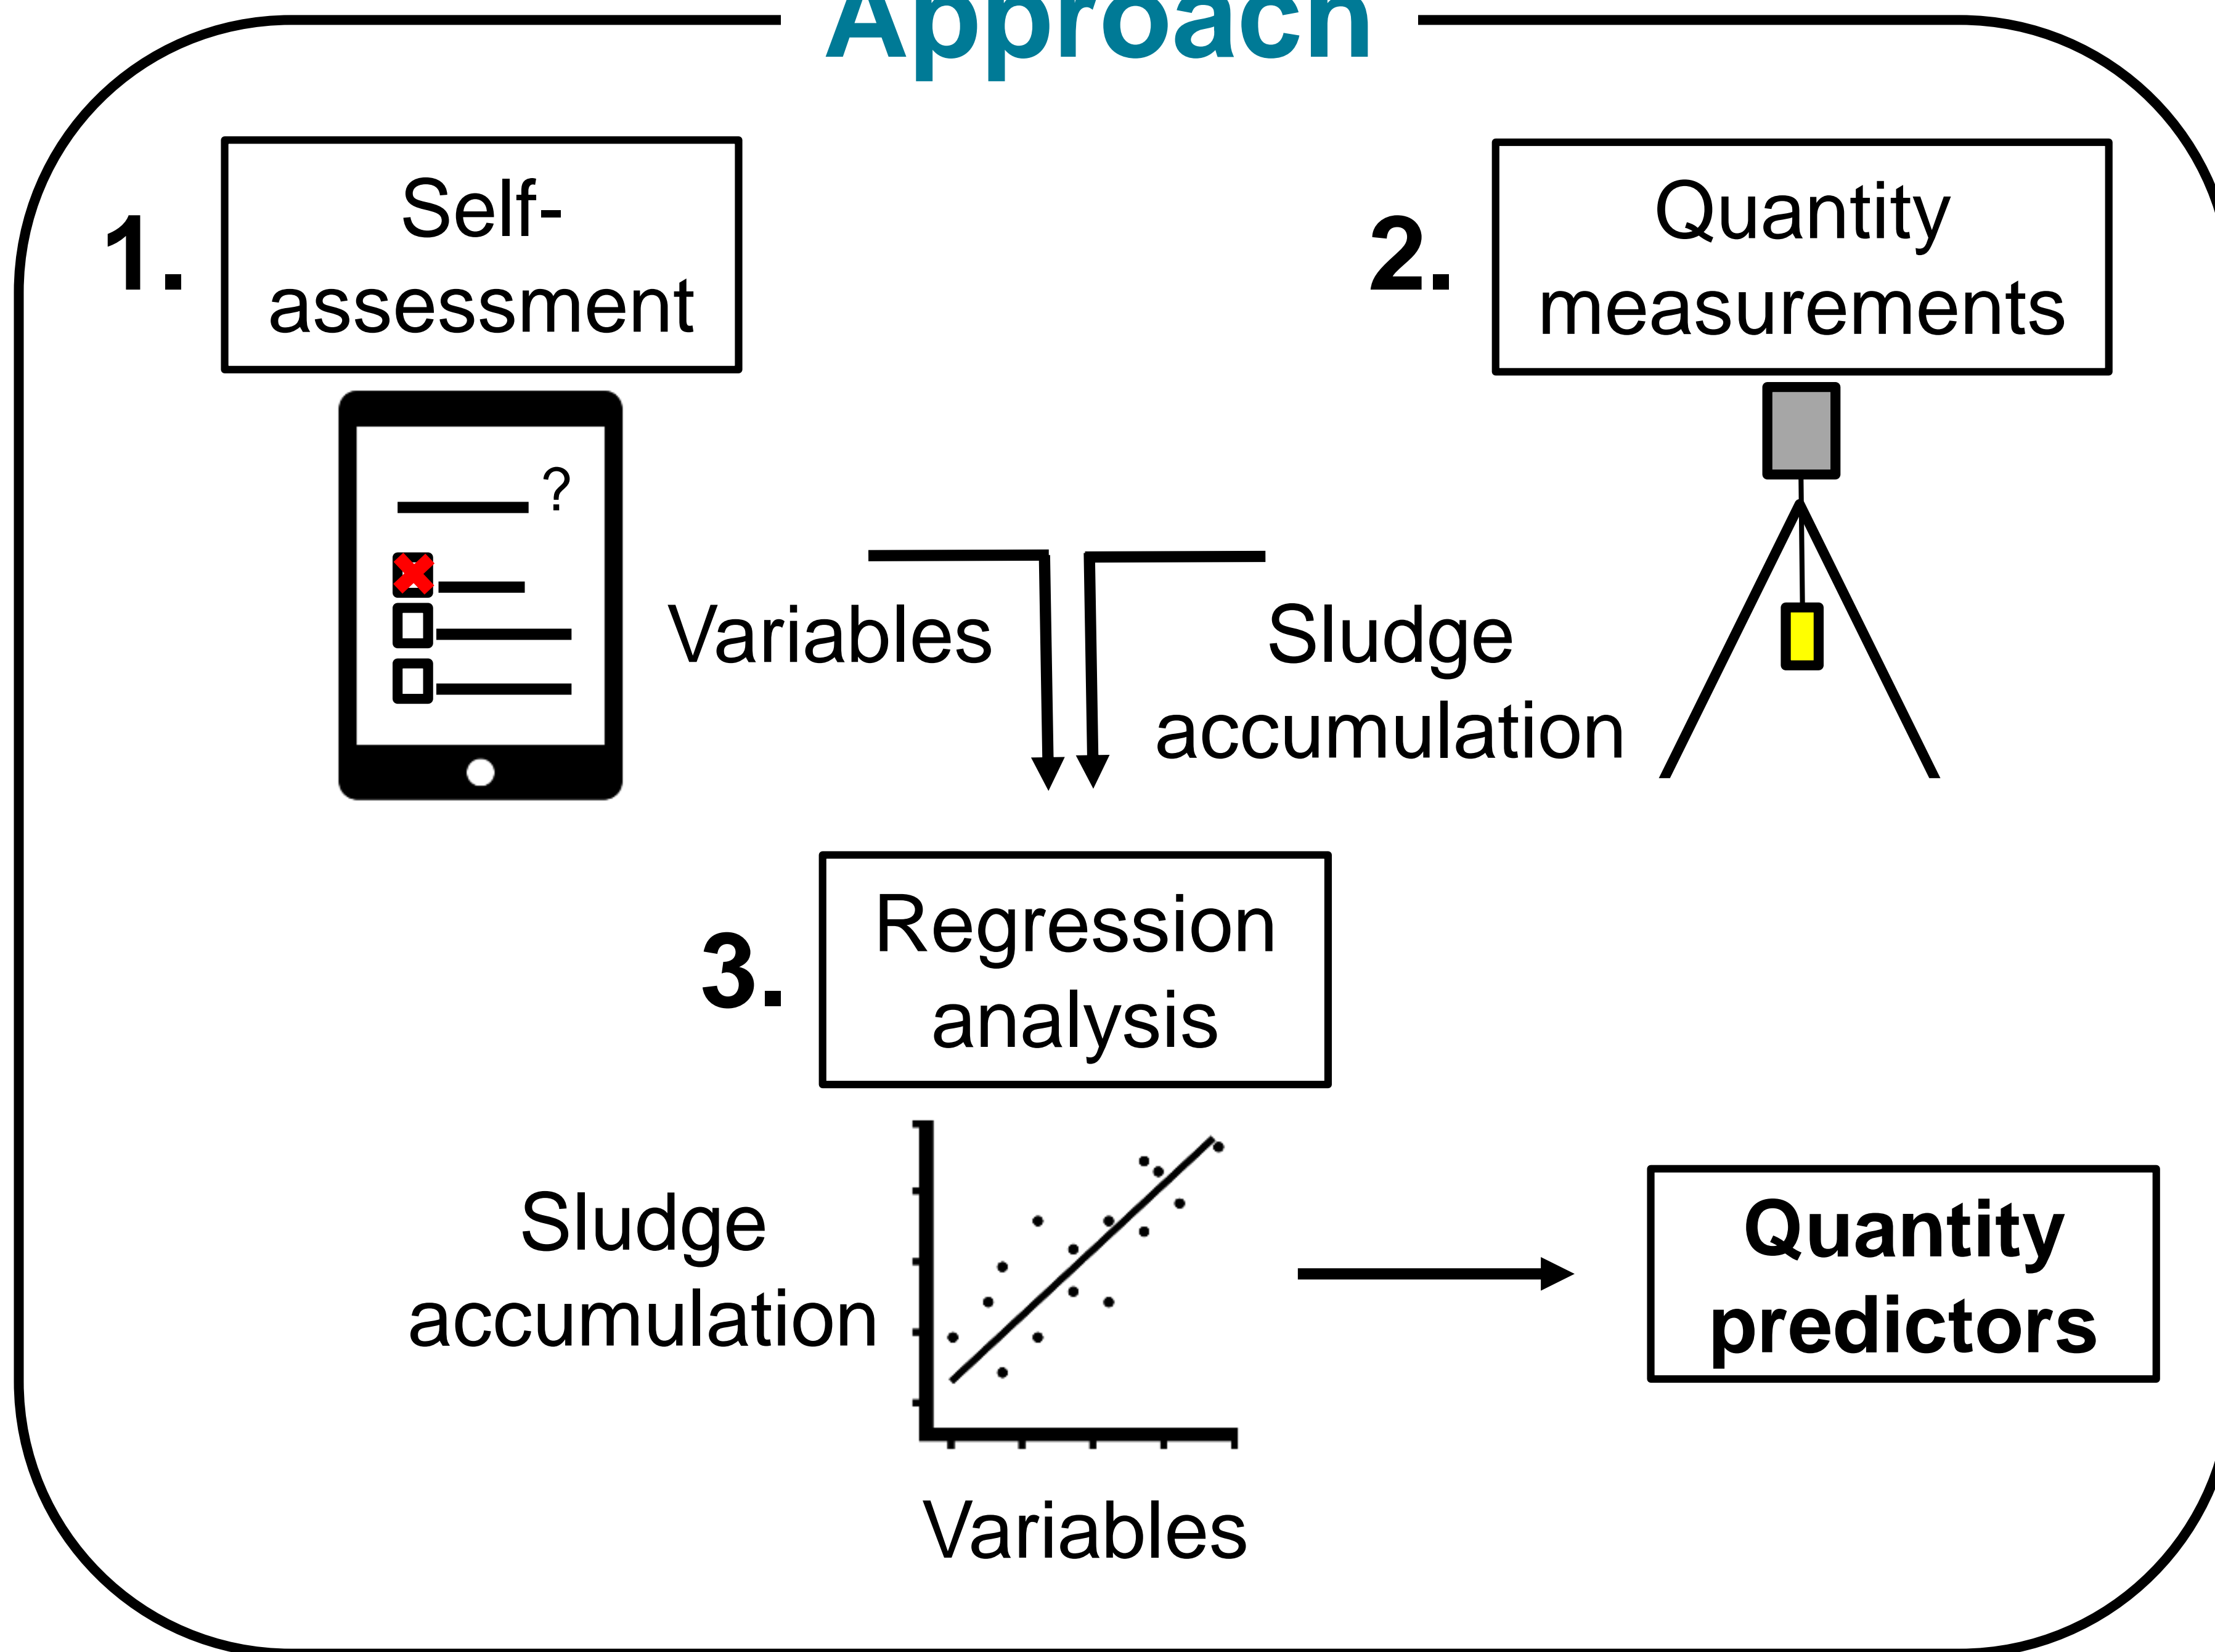 Approach
1.
Self-
assessment
2.
Quantity
measurements
?
Variables
Sludge
accumulation
3.
Regression
analysis
Sludge
accumulation
Variables
Quantity
predictors